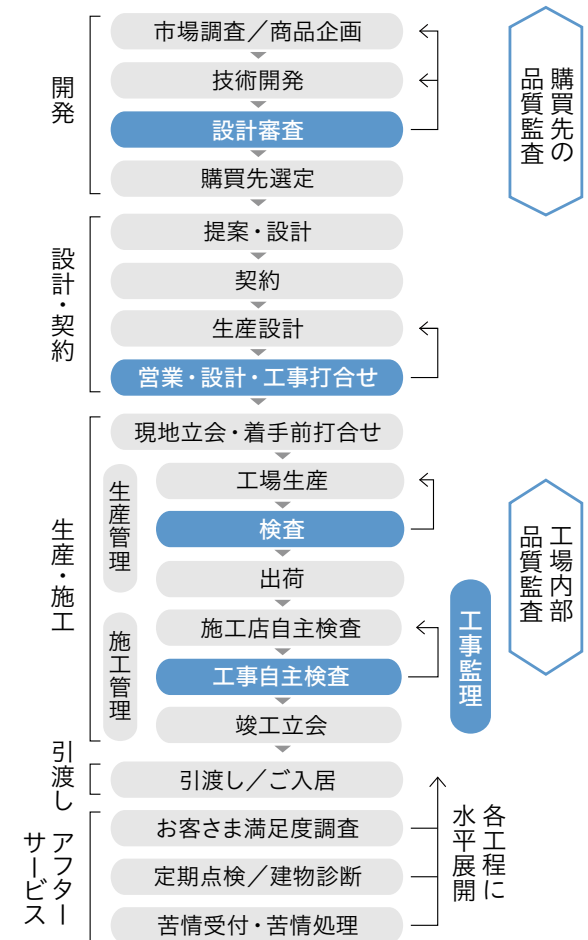 開発
市場調査／商品企画
技術開発
設計審査
購買先選定
購買先の
品質監査
設計・契約
提案・設計
契約
生産設計
営業・設計・工事打合せ
生産・施工
現地立会・着手前打合せ
生産管理
工場生産
検査
出荷
施工管理
施工店自主検査
工事自主検査
竣工立会
工事監理
工場内部
品質監査
引渡し
引渡し／ご入居
アフター
サービス
お客さま満足度調査
定期点検／建物診断
苦情受付・苦情処理
各工程に
水平展開